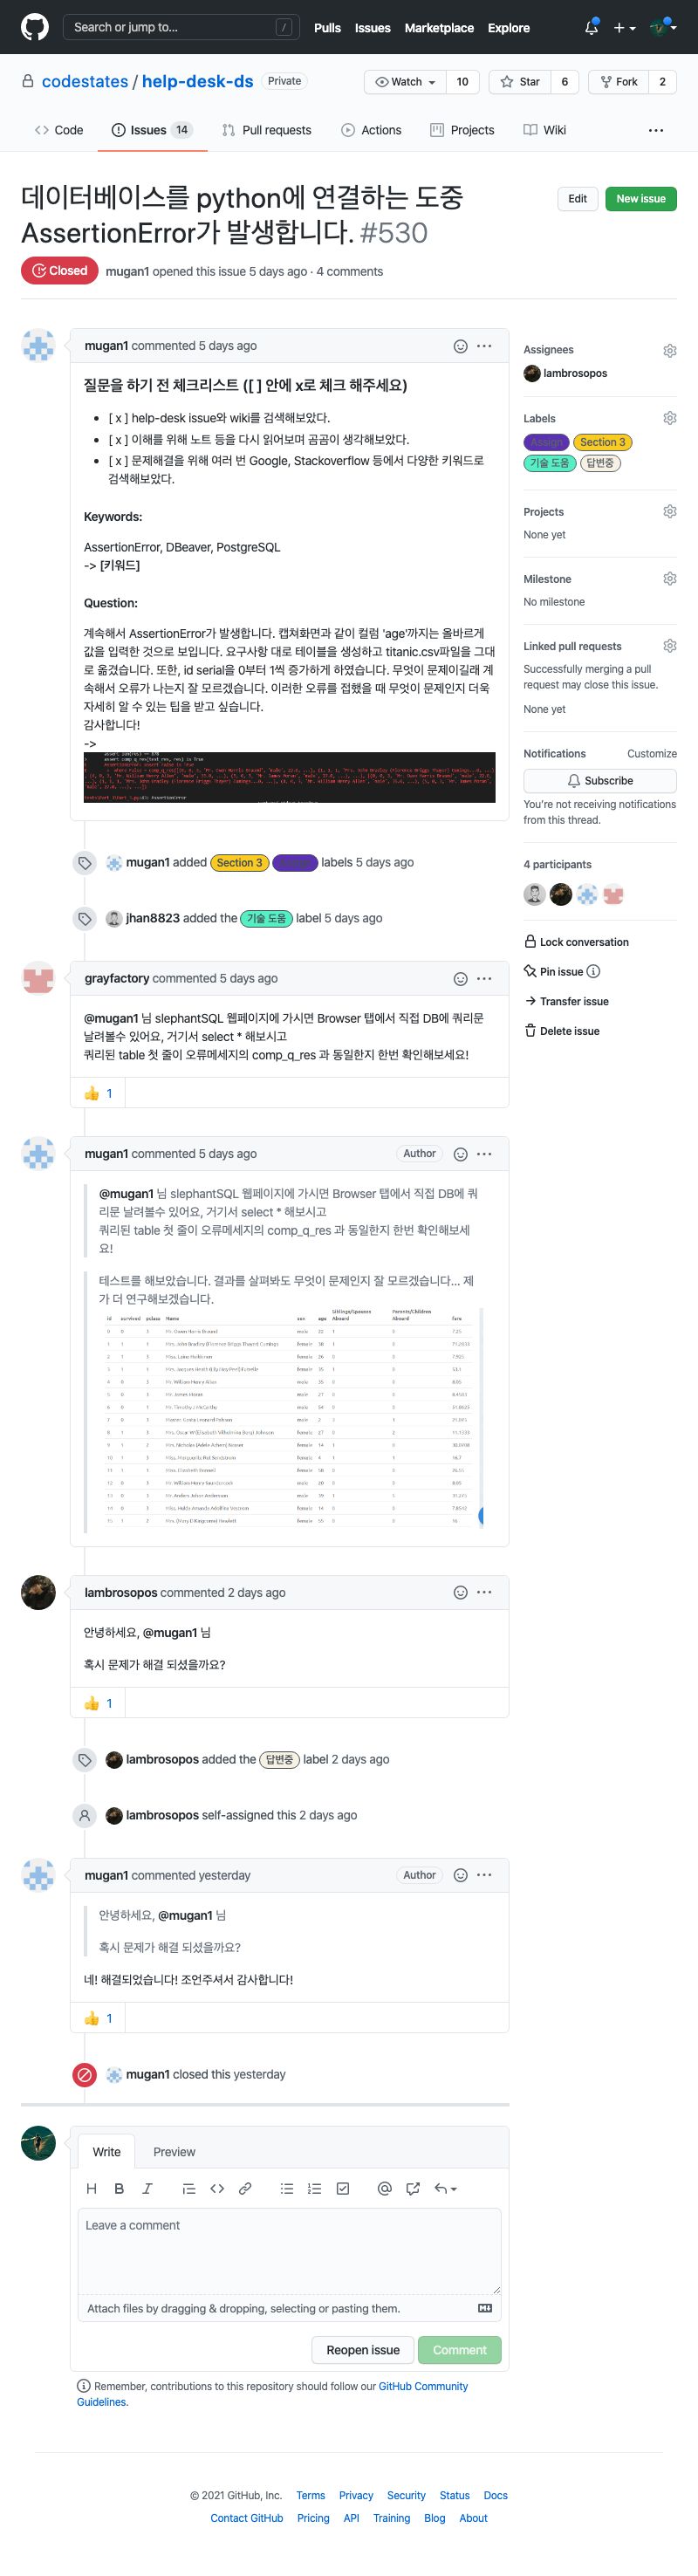 Search or jump to... /
Pulls Issues Marketplace Explore
codestates / help-desk-ds Private
Watch 10 Star 6 Fork 2
Code Issues 14 Pull requests Actions Projects Wiki
데이터베이스를 python에 연결하는 도중
AssertionError가 발생합니다. #530
Edit New issue
Closed mugan1 opened this issue 5 days ago · 4 comments
mugan1 commented 5 days ago
질문을 하기 전 체크리스트 ([ ] 안에 x로 체크 해주세요)
[ x ] help-desk issue와 wiki를 검색해보았다.
[ x ] 이해를 위해 노트 등을 다시 읽어보며 곰곰이 생각해보았다.
[ x ] 문제해결을 위해 여러 번 Google, Stackoverflow 등에서 다양한 키워드로
검색해보았다.
Keywords:
AssertionError, DBeaver, PostgreSQL
-> [키워드]
Question:
계속해서 AssertionError가 발생합니다. 캡쳐화면과 같이 컬럼 'age'까지는 올바르게
값을 입력한 것으로 보입니다. 요구사항 대로 테이블을 생성하고 titanic.csv파일을 그대
로 옮겼습니다. 또한, id serial을 0부터 1씩 증가하게 하였습니다. 무엇이 문제이길래 계
속해서 오류가 나는지 잘 모르겠습니다. 이러한 오류를 접했을 때 무엇이 문제인지 더욱
자세히 알 수 있는 팁을 받고 싶습니다.
감사합니다!
->
Assignees
lambrosopos
Labels
Assign Section 3
기술 도움 답변중
Projects
None yet
Milestone
No milestone
Linked pull requests
Successfully merging a pull
request may close this issue.
None yet
Notifications Customize
Subscribe
You're not receiving notifications
from this thread.
4 participants
Lock conversation
Pin issue
Transfer issue
Delete issue
mugan1 added Section 3 Assign labels 5 days ago
jhan8823 added the 기술 도움 label 5 days ago
grayfactory commented 5 days ago
@mugan1 님 slephantSQL 웹페이지에 가시면 Browser 탭에서 직접 DB에 쿼리문
날려볼수 있어요, 거기서 select * 해보시고
쿼리된 table 첫 줄이 오류메세지의 comp_q_res 과 동일한지 한번 확인해보세요!
1
mugan1 commented 5 days ago Author
@mugan1 님 slephantSQL 웹페이지에 가시면 Browser 탭에서 직접 DB에 쿼
리문 날려볼수 있어요, 거기서 select * 해보시고
쿼리된 table 첫 줄이 오류메세지의 comp_q_res 과 동일한지 한번 확인해보세
요!
테스트를 해보았습니다. 결과를 살펴봐도 무엇이 문제인지 잘 모르겠습니다... 제
가 더 연구해보겠습니다.
Siblings/Spouses Parents/Children
id survived pclass Name sex age Aboard Aboard fare
lambrosopos commented 2 days ago
안녕하세요, @mugan1 님
혹시 문제가 해결 되셨을까요?
1
lambrosopos added the 답변중 label 2 days ago
lambrosopos self-assigned this 2 days ago
mugan1 commented yesterday Author
안녕하세요, @mugan1 님
혹시 문제가 해결 되셨을까요?
네! 해결되었습니다! 조언주셔서 감사합니다!
1
mugan1 closed this yesterday
Write Preview
Leave a comment
Attach files by dragging & dropping, selecting or pasting them.
Reopen issue Comment
Remember, contributions to this repository should follow our GitHub Community
Guidelines.
© 2021 GitHub, Inc. Terms Privacy Security Status Docs
Contact GitHub Pricing API Training Blog About